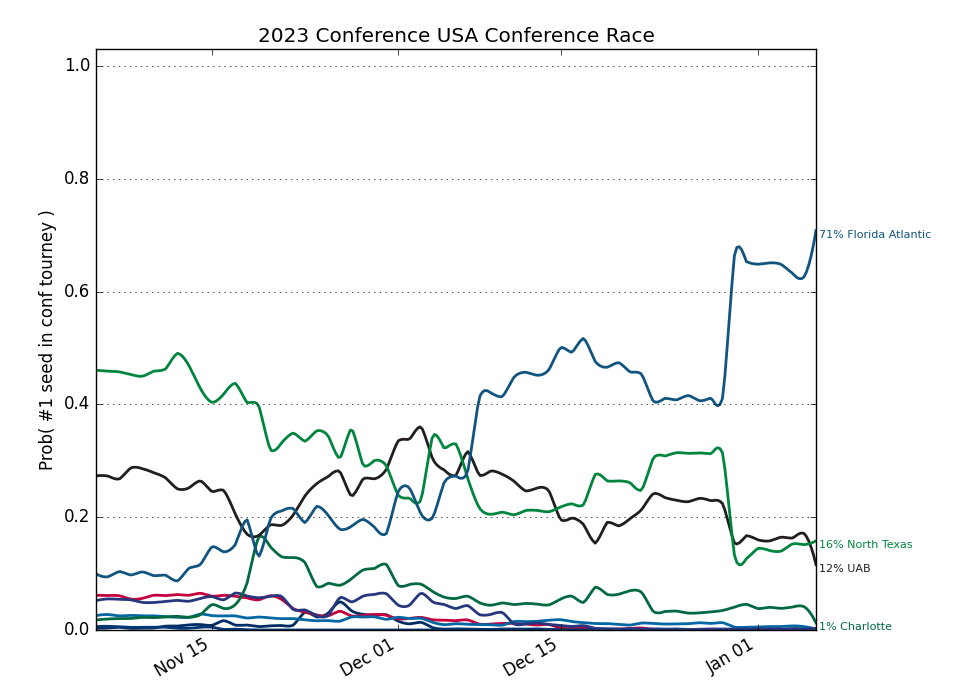 2023 Conference USA Conference Race
Prob( #1 seed in conf tourney )
1.0
0.8
0.6
0.4
0.2
0.0
71% Florida Atlantic
16% North Texas
12% UAB
1% Charlotte
Nov 15
Dec 01
Dec 15
Jan 01